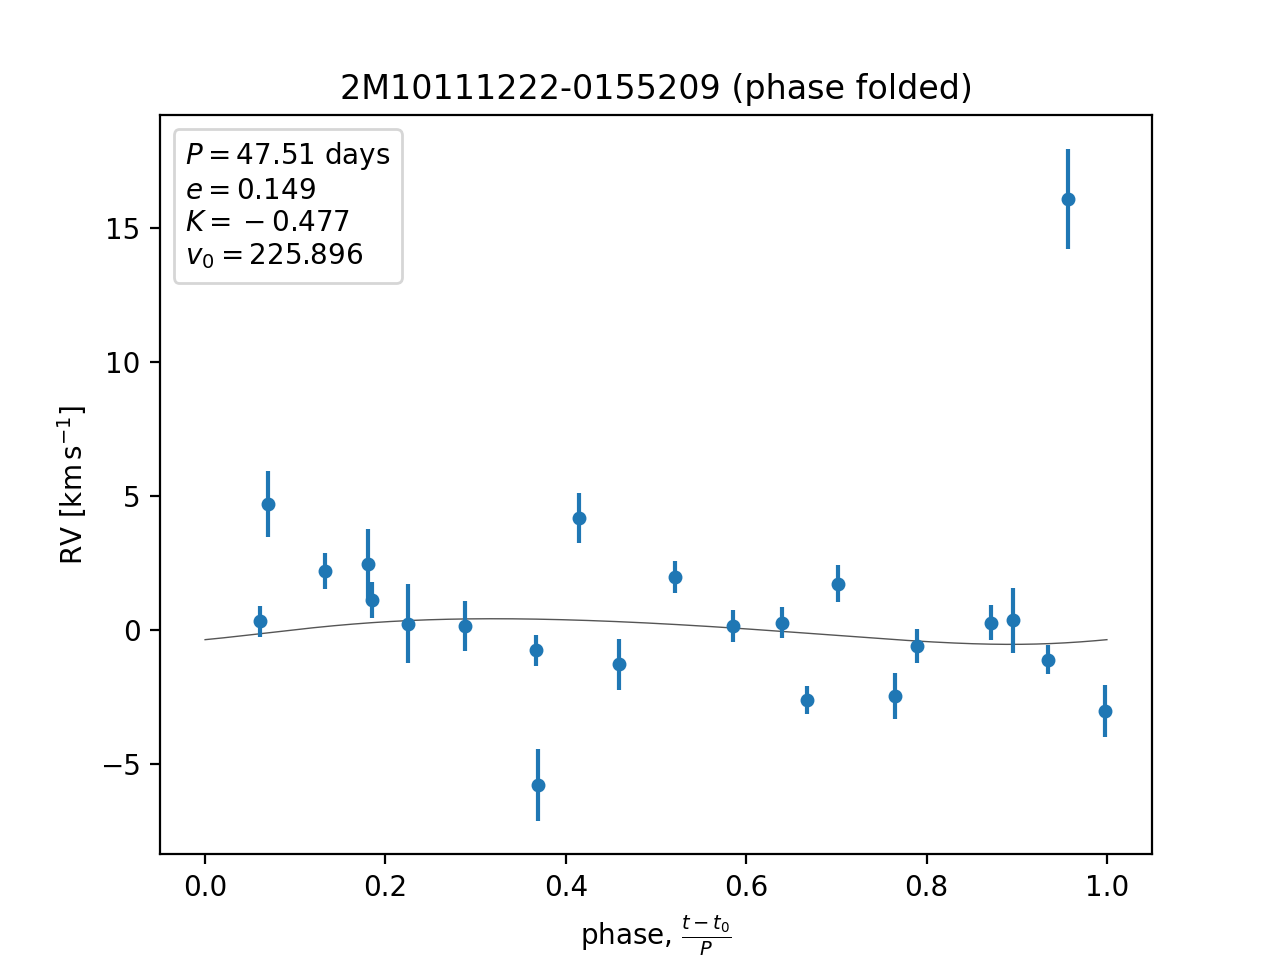 2M10111222-0155209 (phase folded)
P = 47.51 days
e = 0.149
K = −0.477
v₀ = 225.896
15
10
5
0
−5
RV [km s⁻¹]
0.0 0.2 0.4 0.6 0.8 1.0
phase, (t − t₀)/P